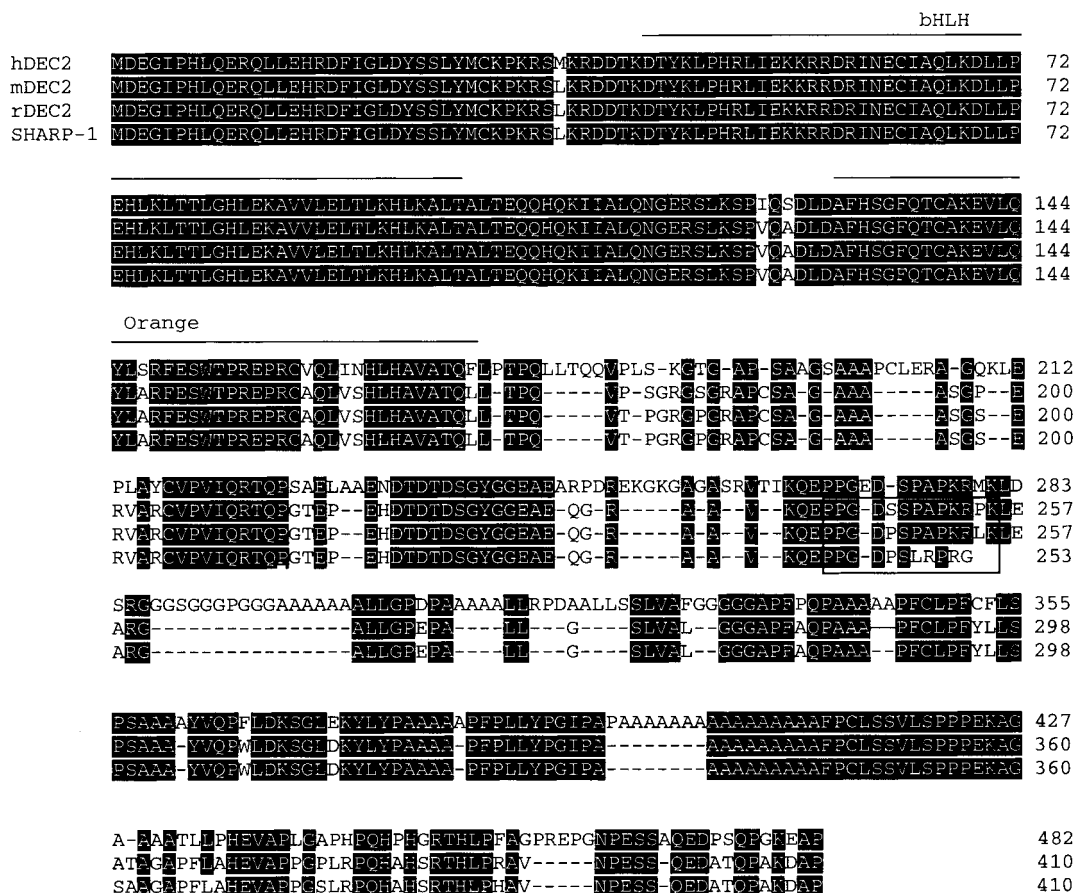 bHLH
hDEC2 MDEGIPHLQERQLLEHRDFIGLDYSSLYMCKPKRSMKRDDTKDTYKLPHRLIEKKRRDRINECIAQLKDLLP 72
mDEC2 MDEGIPHLQERQLLEHRDFIGLDYSSLYMCKPKRSLKRDDTKDTYKLPHRLIEKKRRDRINECIAQLKDLLP 72
rDEC2 MDEGIPHLQERQLLEHRDFIGLDYSSLYMCKPKRSLKRDDTKDTYKLPHRLIEKKRRDRINECIAQLKDLLP 72
SHARP-1 MDEGIPHLQERQLLEHRDFIGLDYSSLYMCKPKRSLKRDDTKDTYKLPHRLIEKKRRDRINECIAQLKDLLP 72
EHLKLTTLGHLEKAVVLELTLKHLKALTALTEQQHQKIIALQNGERSLKSPIQSDLDAFHSGFQTCAKEVLQ 144
EHLKLTTLGHLEKAVVLELTLKHLKALTALTEQQHQKIIALQNGERSLKSPVQADLDAFHSGFQTCAKEVLQ 144
EHLKLTTLGHLEKAVVLELTLKHLKALTALTEQQHQKIIALQNGERSLKSPVQADLDAFHSGFQTCAKEVLQ 144
EHLKLTTLGHLEKAVVLELTLKHLKALTALTEQQHQKIIALQNGERSLKSPVQADLDAFHSGFQTCAKEVLQ 144
Orange
YLSRFESWTPREPRCVQLINHLHAVATQFLPTPQLLTQQVPLS-KGTG-AP-SAAGSAAAPCLERA-GQKLE 212
YLARFESWTPREPRCAQLVSHLHAVATQLL-TPQ-----VP-SGRGSGRAPCSA-G-AAA-----ASGP--E 200
YLARFESWTPREPRCAQLVSHLHAVATQLL-TPQ-----VT-PGRGPGRAPCSA-G-AAA-----ASGS--E 200
YLARFESWTPREPRCAQLVSHLHAVATQLL-TPQ-----VT-PGRGPGRAPCSA-G-AAA-----ASGS--E 200
PLAYCVPVIQRTQPSAELAAENDTDTDSGYGGEAEARPDREKGKGAGASRVTIKQEPPGED-SPAPKRMKLD 283
RVARCVPVIQRTQPGTEP--EHDTDTDSGYGGEAE-QGR-----A-A--V--KQEPPG-DSSPAPKRPKLE 257
RVARCVPVIQRTQPGTEP--EHDTDTDSGYGGEAE-QGR-----A-A--V--KQEPPG-DPSPAPKRLKLE 257
RVARCVPVIQRTQPGTEP--EHDTDTDSGYGGEAE-QGR-----A-A--V--KQEPPG-DPSLRPRG 253
SRGGGSGGGPGGGAAAAAAALLGPDPAAAAALLRPDAALLSSLVAFGGGGGAPFPQPAAAAAPFCLPFCFLS 355
ARG----------------ALLGPEPA----LL---G----SLVAL--GGGAPFAQPAAA--PFCLPFYLLS 298
ARG----------------ALLGPEPA----LL---G----SLVAL--GGGAPFAQPAAA--PFCLPFYLLS 298
PSAAAAYVQPFLDKSGLEKYLYPAAAAAPFPLLYPGIPAPAAAAAAAAAAAAAAAAFPCLSSVLSPPPEKAG 427
PSAAA-YVQPWLDKSGLDKYLYPAAAA-PFPLLYPGIPA--------AAAAAAAAAFPCLSSVLSPPPEKAG 360
PSAAA-YVQPWLDKSGLDKYLYPAAAA-PFPLLYPGIPA--------AAAAAAAAAFPCLSSVLSPPPEKAG 360
A-AAATLLPHEVAPLGAPHPQHPHGRTHLPFAGPREPGNPESSAQEDPSQPGKEAP 482
ATAGAPFLAHEVAPPGPLRPQHAHSRTHLPRAV-----NPESS-QEDATQPAKDAP 410
SAAGAPFLAHEVAPPGSLRPQHAHSRTHLPHAV-----NPESS-QEDATQPAKDAP 410